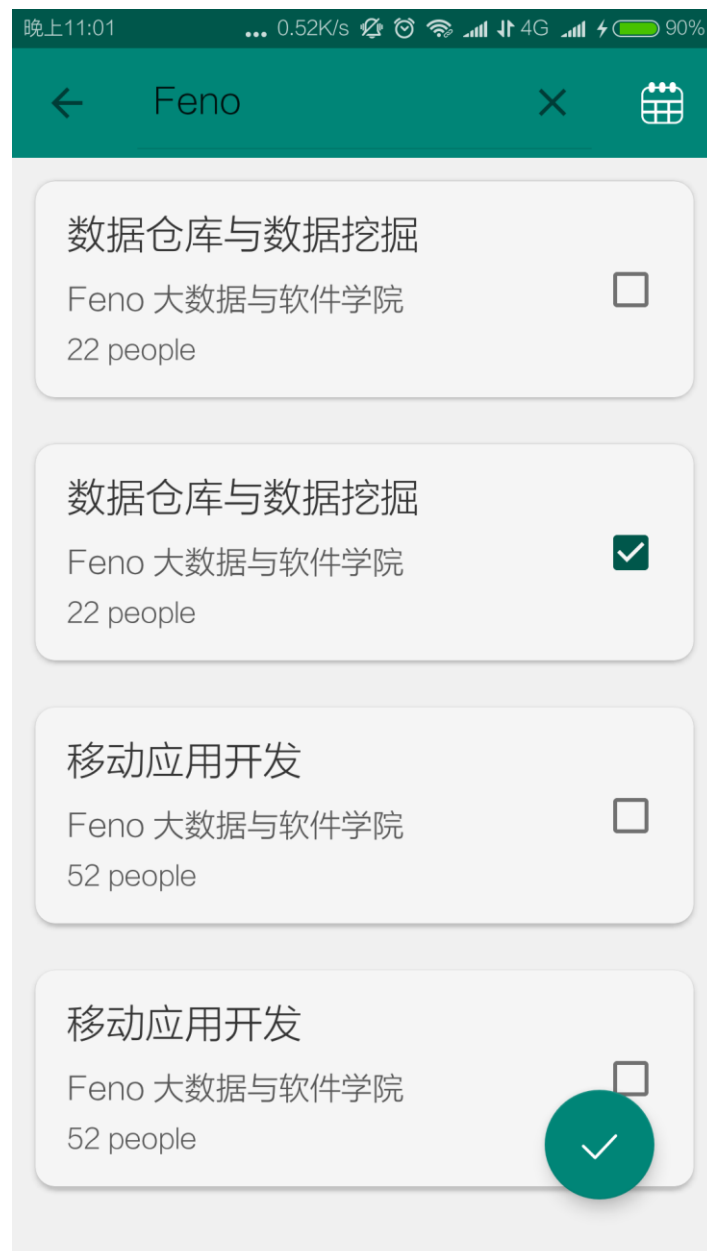 晚上11:01 ... 0.52K/s 4G 90%
Feno
数据仓库与数据挖掘
Feno 大数据与软件学院
22 people
数据仓库与数据挖掘
Feno 大数据与软件学院
22 people
移动应用开发
Feno 大数据与软件学院
52 people
移动应用开发
Feno 大数据与软件学院
52 people